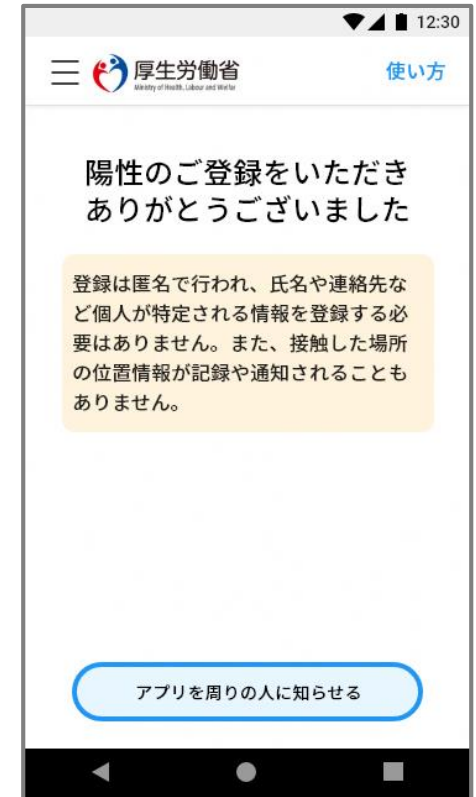 12:30
厚生労働省
Ministry of Health, Labour and Welfar
使い方
陽性のご登録をいただき
ありがとうございました
登録は匿名で行われ、氏名や連絡先な
ど個人が特定される情報を登録する必
要はありません。また、接触した場所
の位置情報が記録や通知されることも
ありません。
アプリを周りの人に知らせる